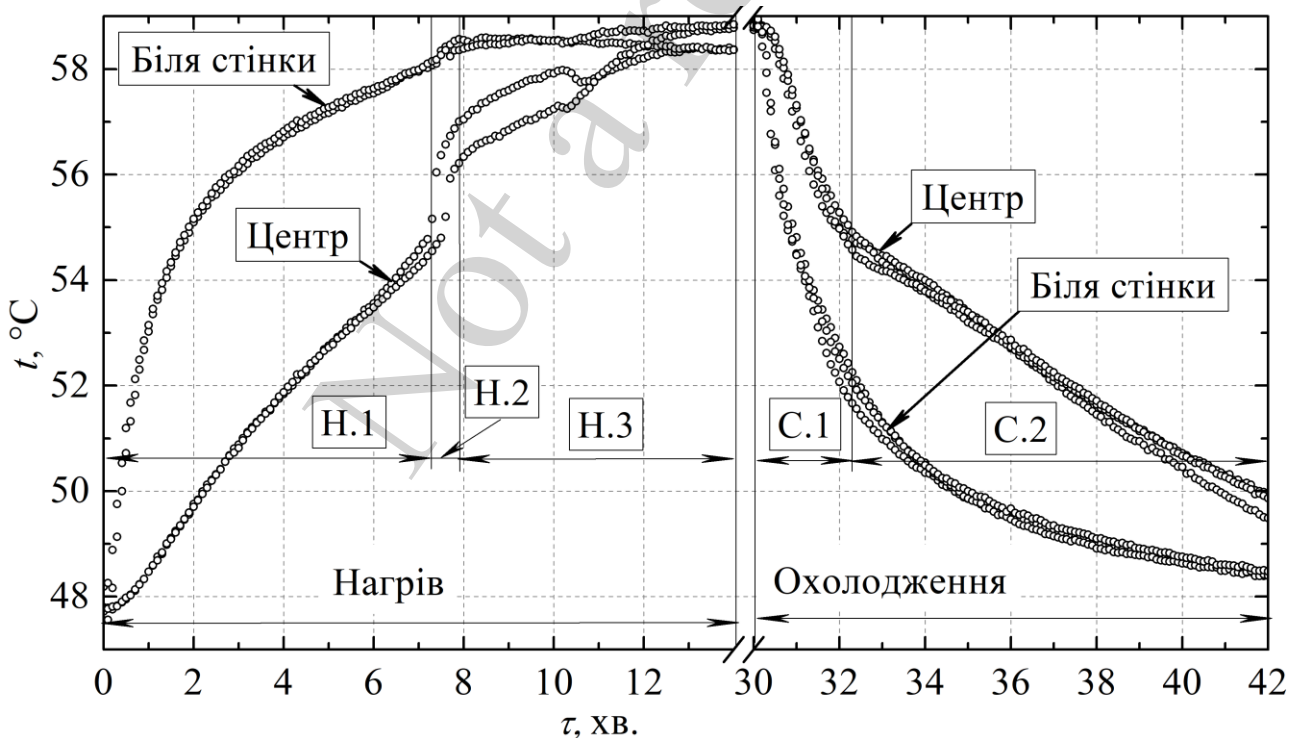 58
56
54
52
50
48
t, °C
Біля стінки
Центр
Н.1
Н.2
Н.3
Нагрів
Центр
Біля стінки
С.1
С.2
Охолодження
0 2 4 6 8 10 12 30 32 34 36 38 40 42
τ, хв.
Not a